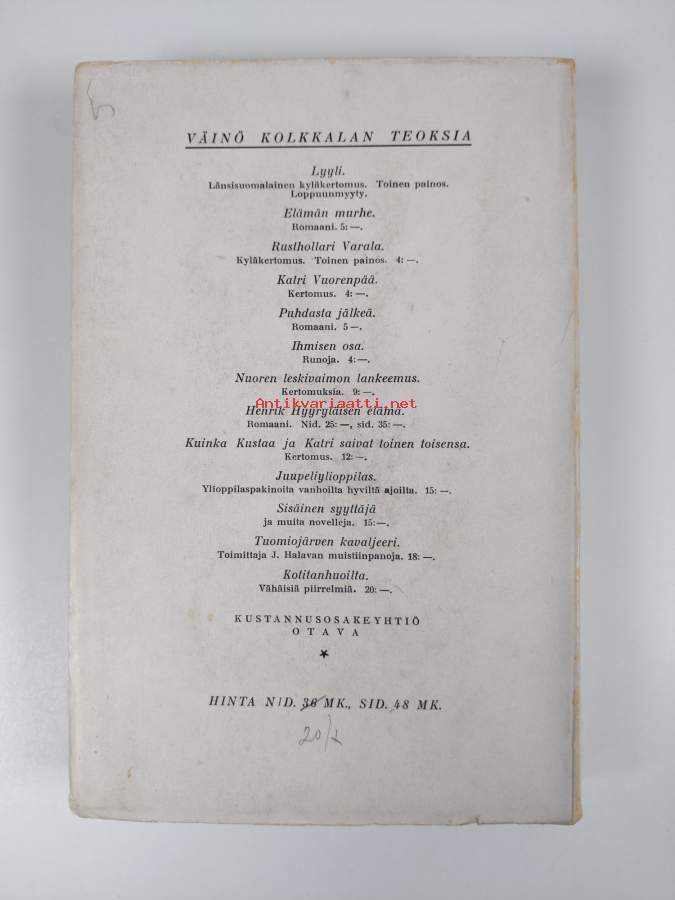 VÄINÖ KOLKKALAN TEOKSIA
Lyyli.
Länsisuomalainen kyläkertomus. Toinen painos.
Loppuunmyyty.
Elämän murhe.
Romaani. 5:—.
Rusthollari Varala.
Kyläkertomus. Toinen painos. 4:—.
Katri Vuorenpää.
Kertomus. 4:—.
Puhdasta jälkeä.
Romaani. 5—.
Ihmisen osa.
Runoja. 4:—.
Nuoren leskivaimon lankeemus.
Kertomuksia. 9:—.
Antikvariaatti.net
Henrik Hyyryläisen elämä.
Romaani. Nid. 25:—, sid. 35:—.
Kuinka Kustaa ja Katri saivat toinen toisensa.
Kertomus. 12:—.
Juupeliylioppilas.
Ylioppilaspakinoita vanhoilta hyviltä ajoilta. 15:—.
Sisäinen syyttäjä
ja muita novelleja. 15:—.
Tuomiojärven kavaljeeri.
Toimittaja J. Halavan muistiinpanoja. 18:—.
Kotitanhuoilta.
Vähäisiä piirrelmiä. 20:—.
KUSTANNUSOSAKEYHTIÖ
OTAVA
HINTA NID. 36 MK., SID. 48 MK.